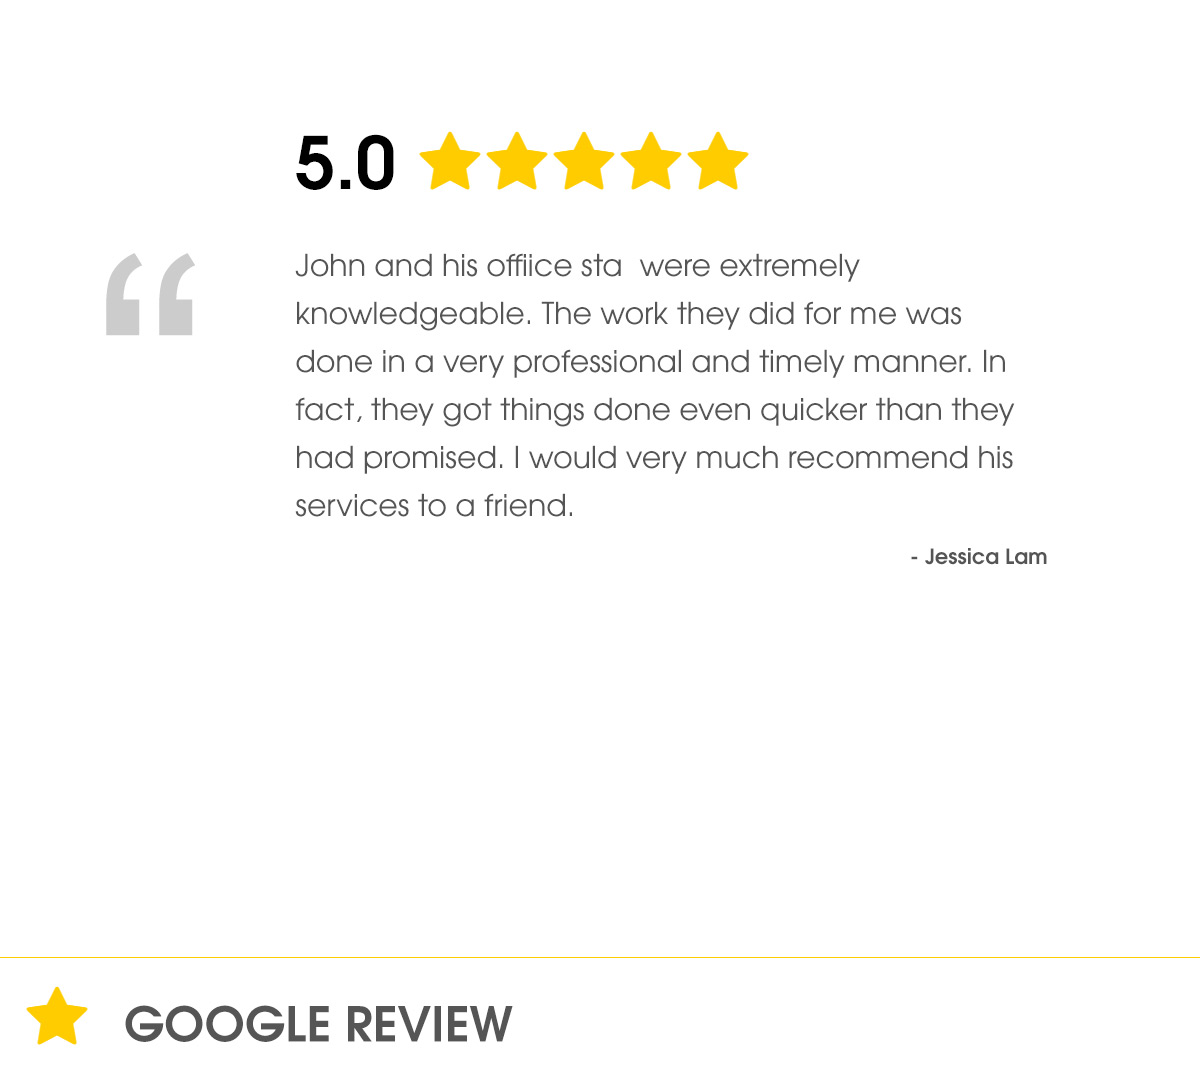 5.0
John and his offiice sta were extremely
knowledgeable. The work they did for me was
done in a very professional and timely manner. In
fact, they got things done even quicker than they
had promised. I would very much recommend his
services to a friend.
- Jessica Lam
GOOGLE REVIEW